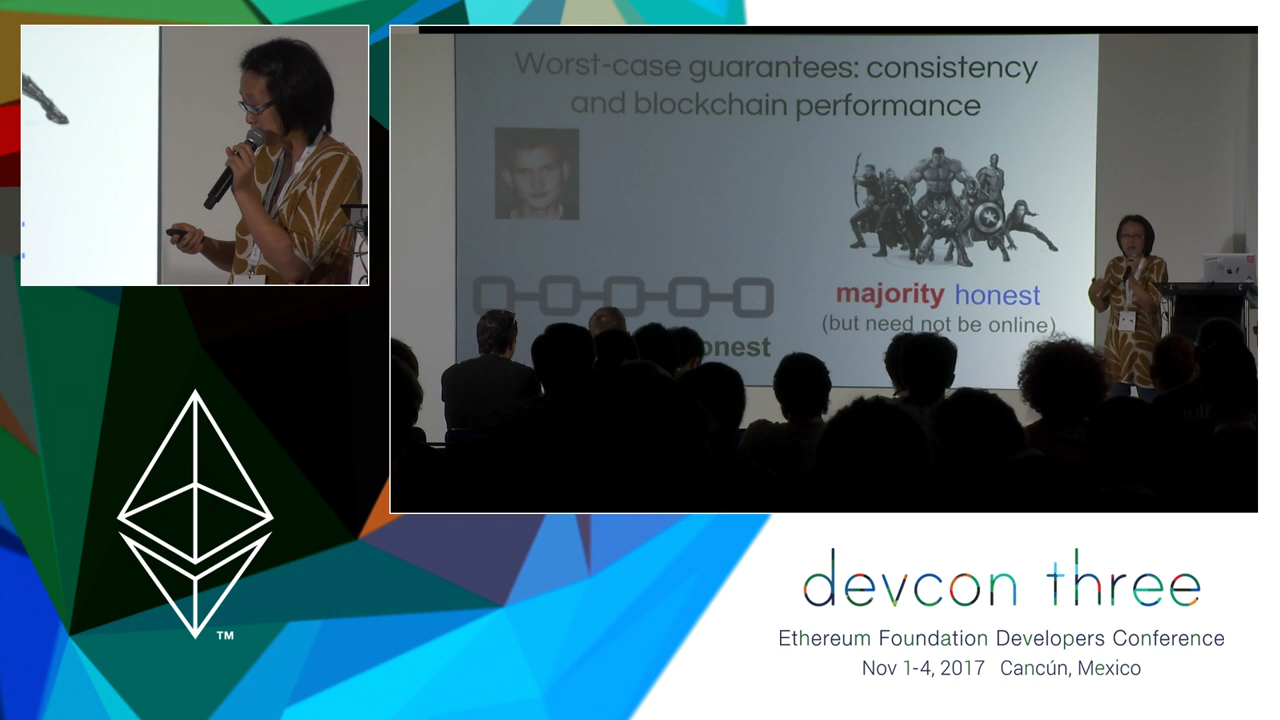 Worst-case guarantees: consistency
and blockchain performance
majority honest
(but need not be online)
onest
TM
devcon three
Ethereum Foundation Developers Conference
Nov 1-4, 2017 Cancún, Mexico